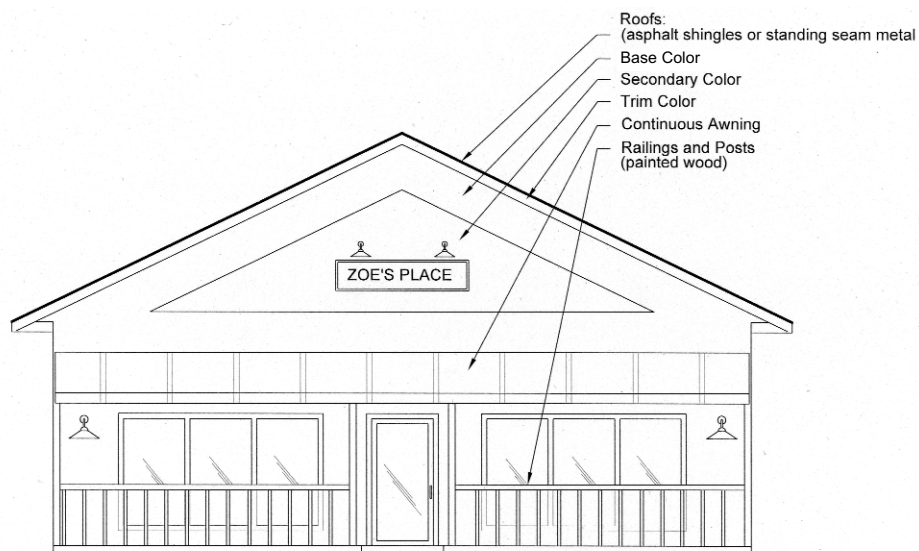 Roofs:
(asphalt shingles or standing seam metal
Base Color
Secondary Color
Trim Color
Continuous Awning
Railings and Posts
(painted wood)
ZOE'S PLACE